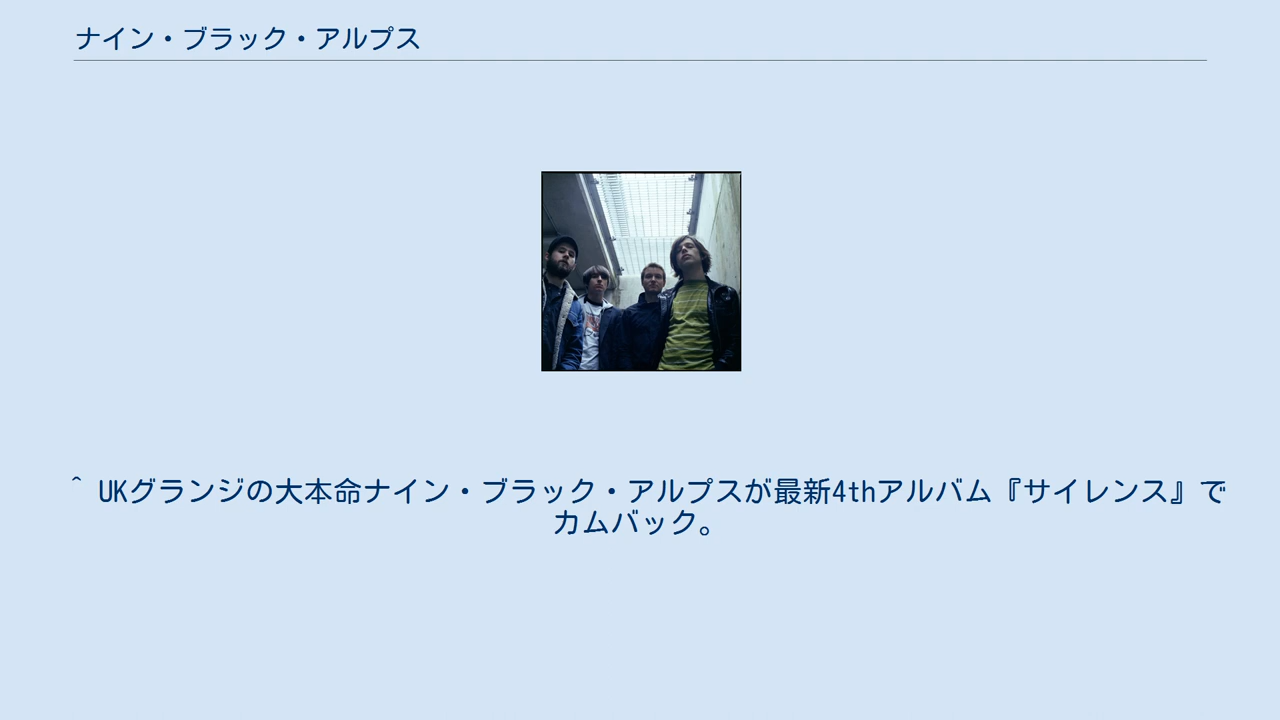 ナイン・ブラック・アルプス
^ UKグランジの大本命ナイン・ブラック・アルプスが最新4thアルバム『サイレンス』で
カムバック。